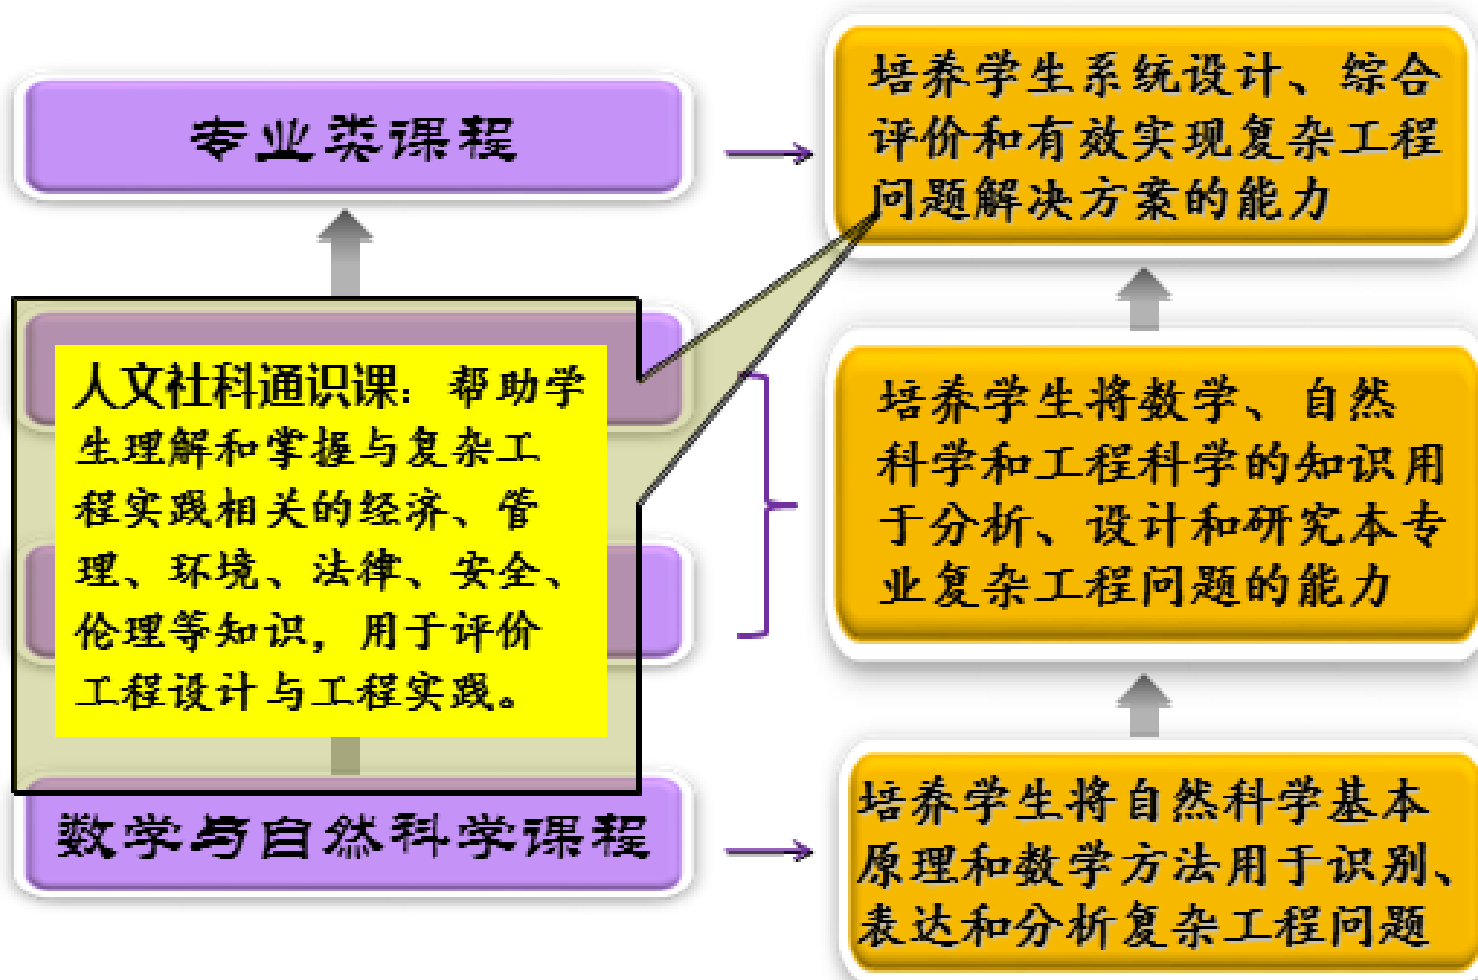 专业类课程
培养学生系统设计、综合
评价和有效实现复杂工程
问题解决方案的能力
人文社科通识课：帮助学
生理解和掌握与复杂工
程实践相关的经济、管
理、环境、法律、安全、
伦理等知识，用于评价
工程设计与工程实践。
培养学生将数学、自然
科学和工程科学的知识用
于分析、设计和研究本专
业复杂工程问题的能力
数学与自然科学课程
培养学生将自然科学基本
原理和数学方法用于识别、
表达和分析复杂工程问题